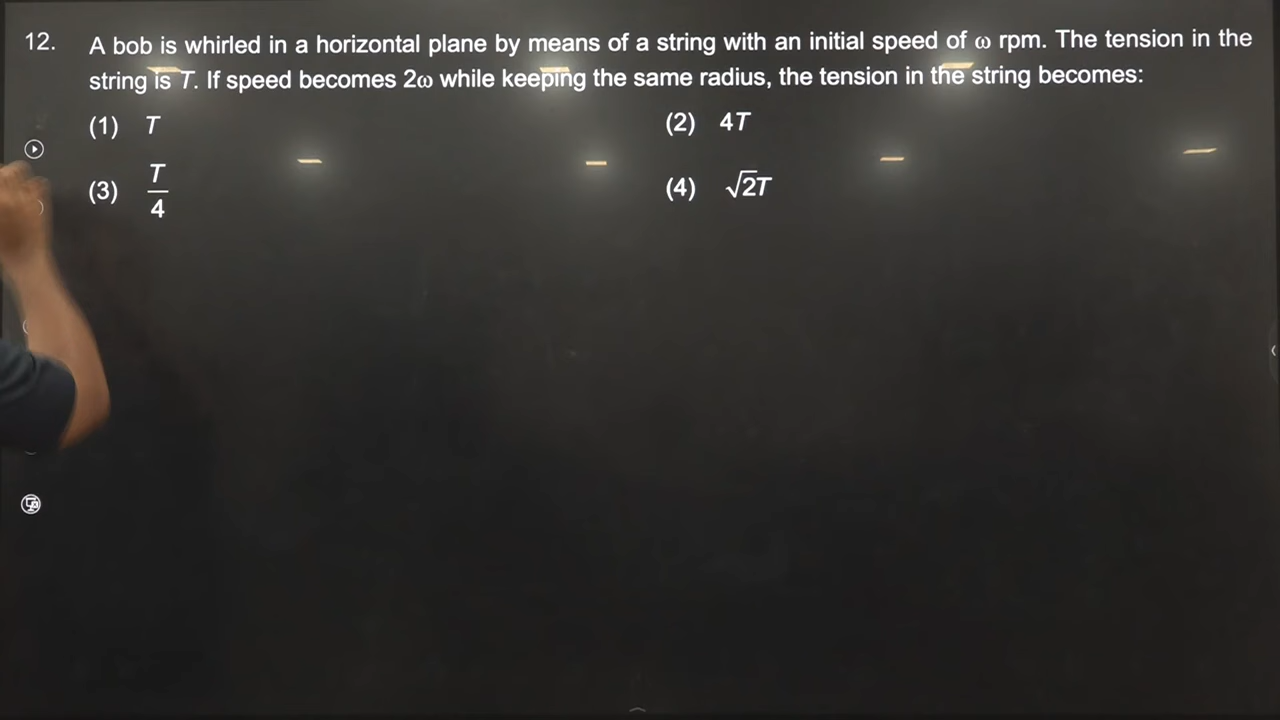 12. A bob is whirled in a horizontal plane by means of a string with an initial speed of ω rpm. The tension in the
string is T. If speed becomes 2ω while keeping the same radius, the tension in the string becomes:
(1) T (2) 4T
(3) T/4 (4) √2T